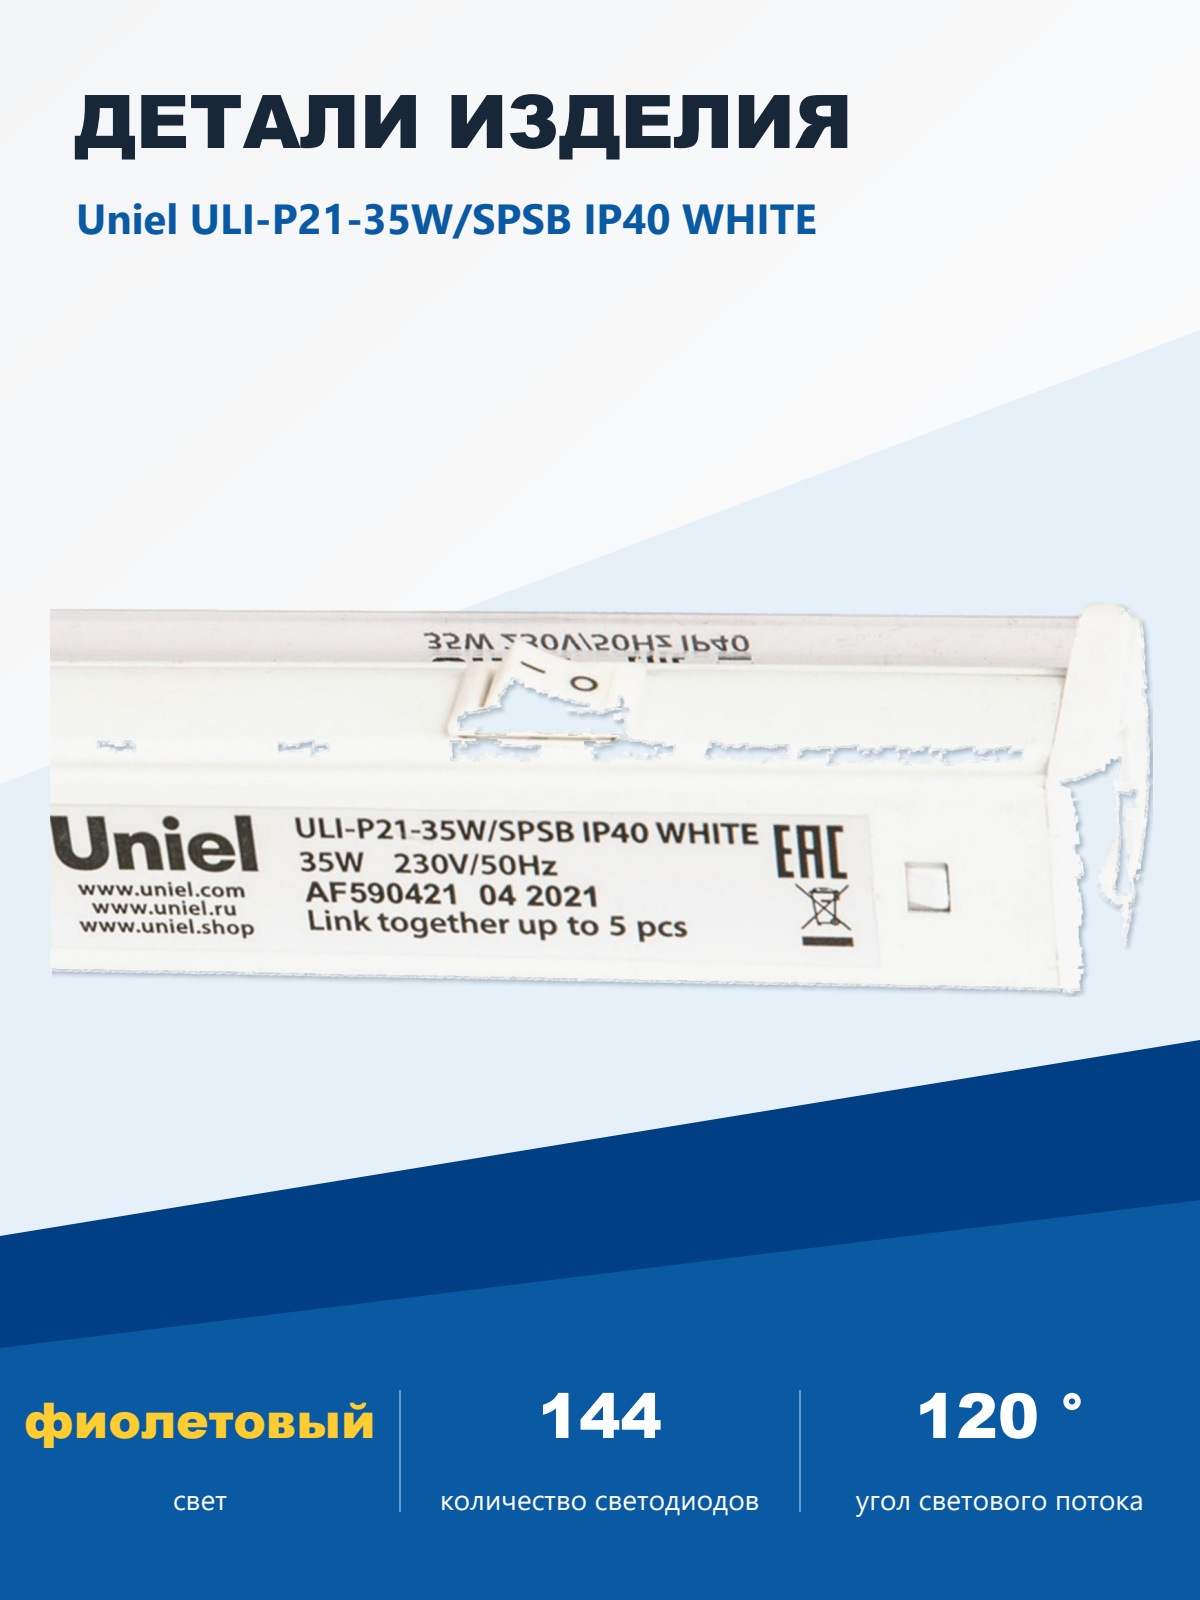 ДЕТАЛИ ИЗДЕЛИЯ
Uniel ULI-P21-35W/SPSB IP40 WHITE
35W 230V/50Hz IP40
I O
Uniel
www.uniel.com
www.uniel.ru
www.uniel.shop
ULI-P21-35W/SPSB IP40 WHITE
35W 230V/50Hz
AF590421 04 2021
Link together up to 5 pcs
EAC
фиолетовый
свет
144
количество светодиодов
120 °
угол светового потока